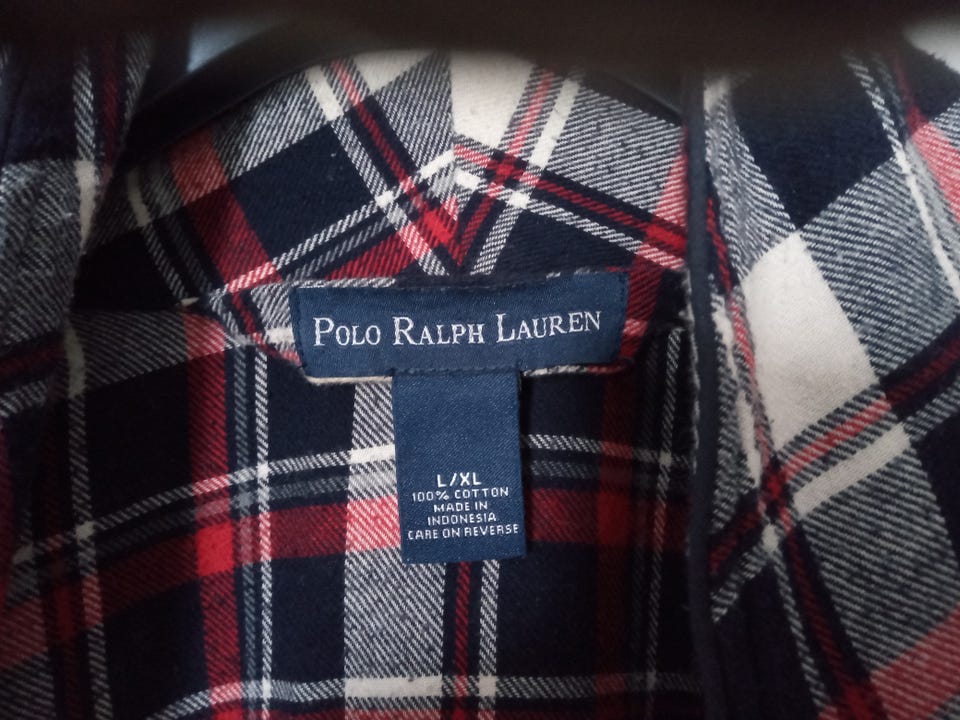 POLO RALPH LAUREN
L/XL
100% COTTON
MADE IN
INDONESIA
CARE ON REVERSE